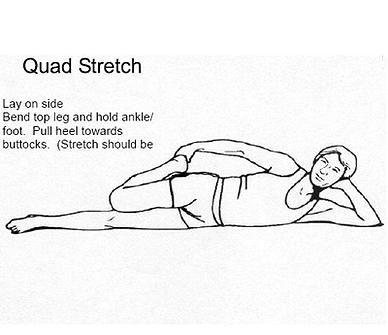 Quad Stretch
Lay on side
Bend top leg and hold ankle/
foot. Pull heel towards
buttocks. (Stretch should be